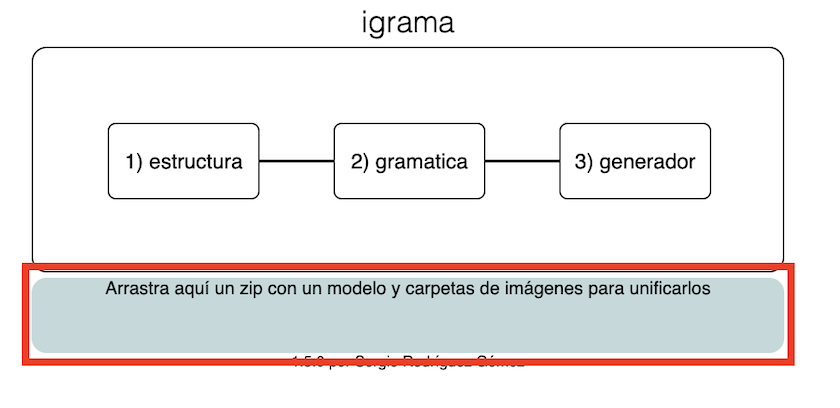 igrama
1) estructura
2) gramatica
3) generador
Arrastra aquí un zip con un modelo y carpetas de imágenes para unificarlos
por Sergio Rodríguez Gómez